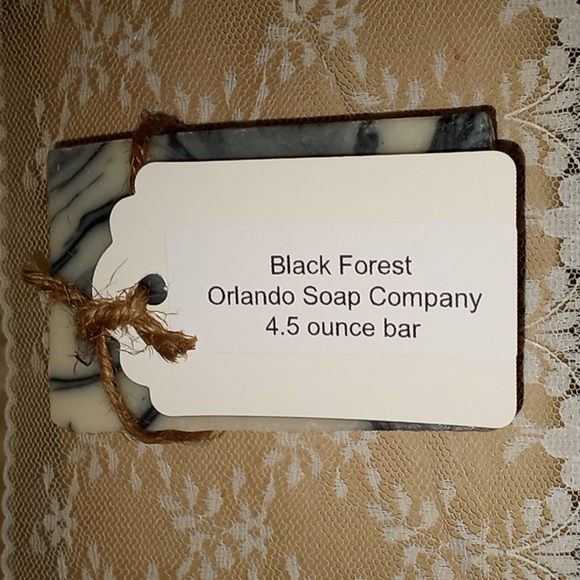 Black Forest
Orlando Soap Company
4.5 ounce bar